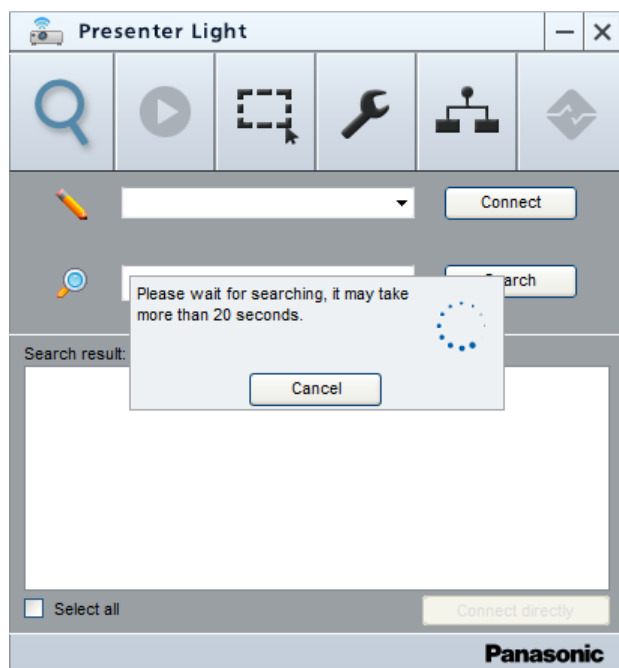 Presenter Light
Connect
Please wait for searching, it may take
more than 20 seconds.
Search result:
Cancel
Select all
Connect directly
Panasonic